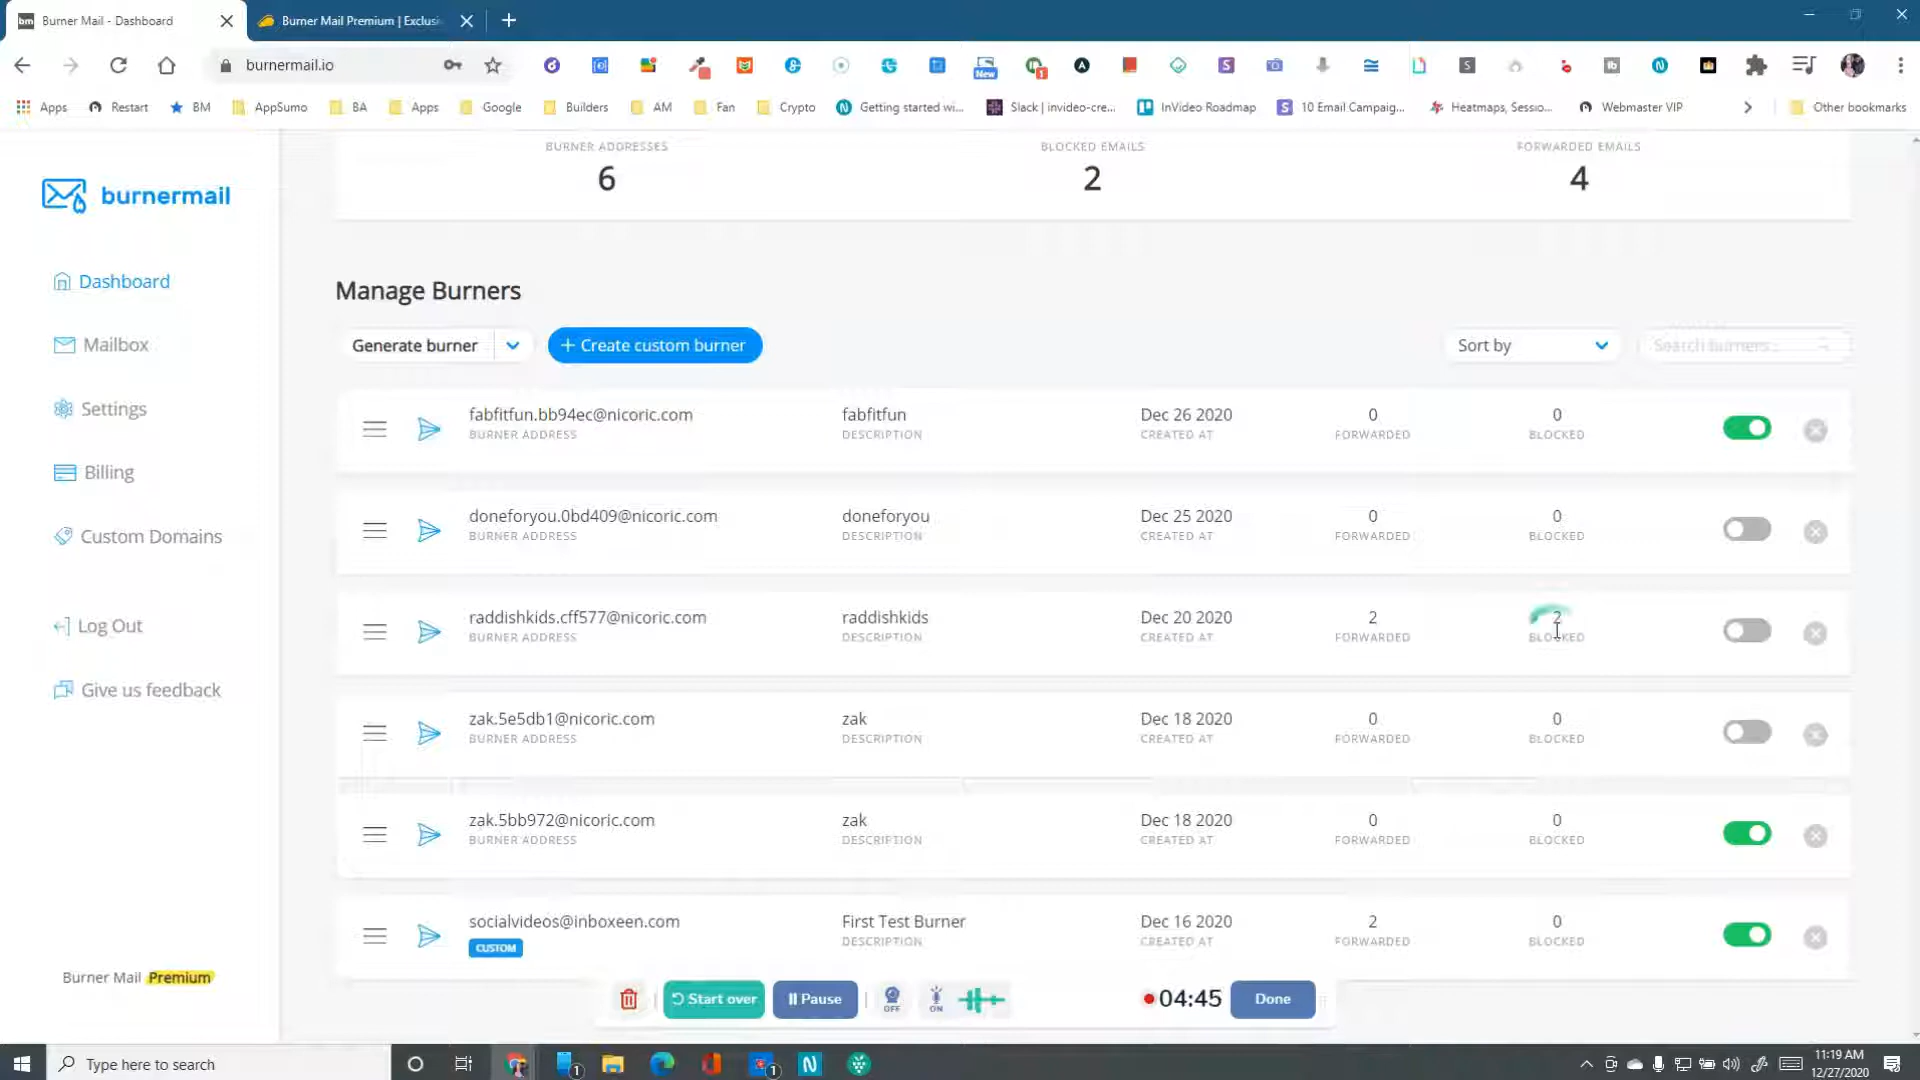 bm Burner Mail - Dashboard
Burner Mail Premium | Exclusi
burnermail.io
New
1
Apps
Restart
BM
AppSumo
BA
Apps
Google
Builders
AM
Fan
Crypto
Getting started wi...
Slack | invideo-cre...
InVideo Roadmap
10 Email Campaig...
Heatmaps, Sessio...
Webmaster VIP
Other bookmarks
burnermail
Dashboard
Mailbox
Settings
Billing
Custom Domains
Log Out
Give us feedback
Burner Mail Premium
BURNER ADDRESSES
6
BLOCKED EMAILS
2
FORWARDED EMAILS
4
Manage Burners
Generate burner
+ Create custom burner
Sort by
Search burners...
fabfitfun.bb94ec@nicoric.com
BURNER ADDRESS
fabfitfun
DESCRIPTION
Dec 26 2020
CREATED AT
0
FORWARDED
0
BLOCKED
doneforyou.0bd409@nicoric.com
BURNER ADDRESS
doneforyou
DESCRIPTION
Dec 25 2020
CREATED AT
0
FORWARDED
0
BLOCKED
raddishkids.cff577@nicoric.com
BURNER ADDRESS
raddishkids
DESCRIPTION
Dec 20 2020
CREATED AT
2
FORWARDED
2
BLOCKED
zak.5e5db1@nicoric.com
BURNER ADDRESS
zak
DESCRIPTION
Dec 18 2020
CREATED AT
0
FORWARDED
0
BLOCKED
zak.5bb972@nicoric.com
BURNER ADDRESS
zak
DESCRIPTION
Dec 18 2020
CREATED AT
0
FORWARDED
0
BLOCKED
socialvideos@inboxeen.com
CUSTOM
First Test Burner
DESCRIPTION
Dec 16 2020
CREATED AT
2
FORWARDED
0
BLOCKED
Start over
Pause
OFF
ON
04:45
Done
Type here to search
1
1
11:19 AM
12/27/2020